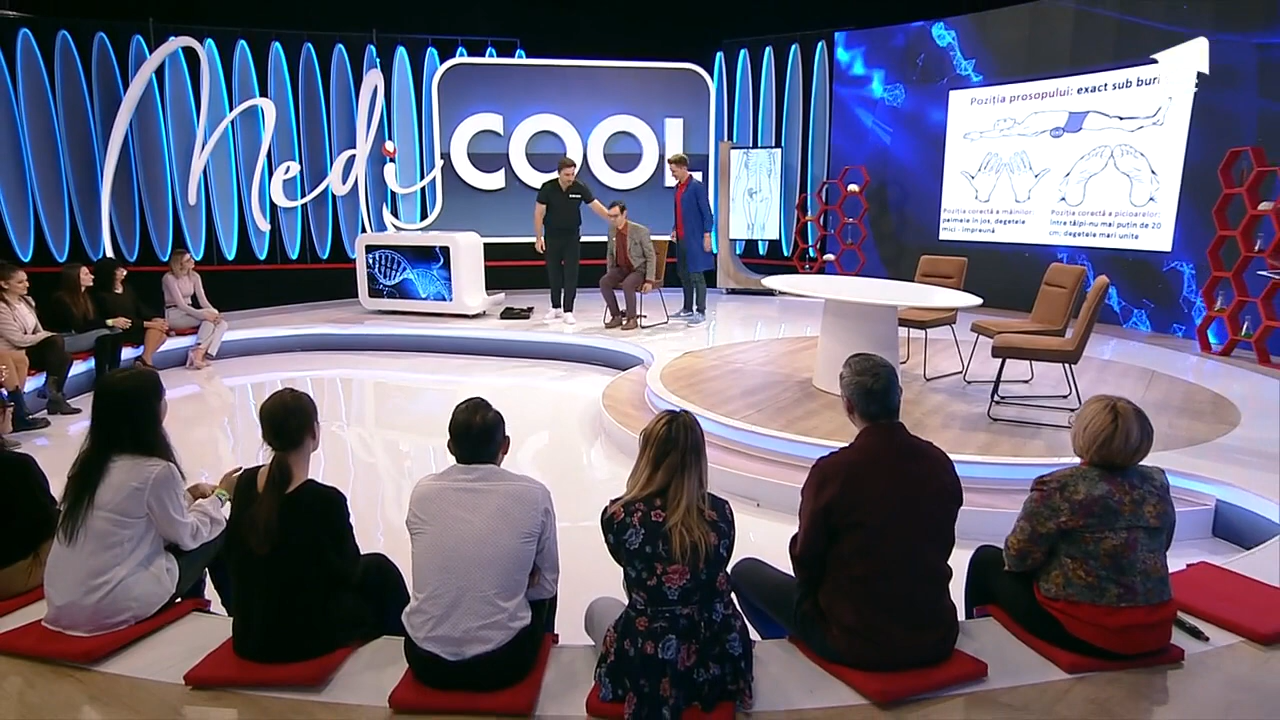 Medi
COOL
Poziția prosopului: exact sub buri
Poziția corectă a mâinilor:
palmele în jos, degetele
mici - împreună
Poziția corectă a picioarelor:
între tălpi-nu mai puțin de 20
cm; degetele mari unite